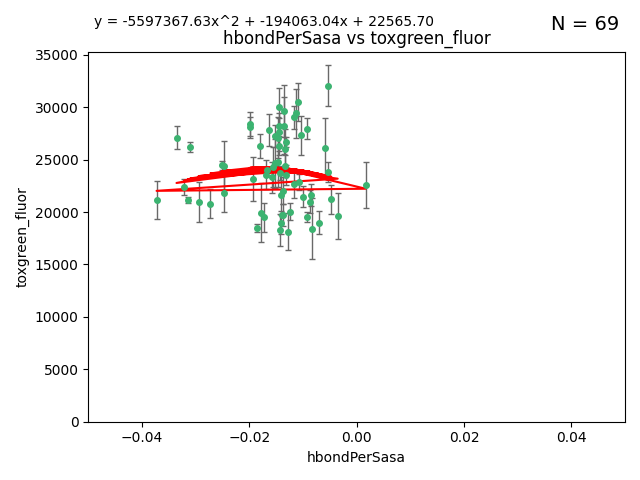 y = -5597367.63x^2 + -194063.04x + 22565.70
N = 69
hbondPerSasa vs toxgreen_fluor
35000
30000
25000
20000
15000
10000
5000
0
toxgreen_fluor
−0.04 −0.02 0.00 0.02 0.04
hbondPerSasa